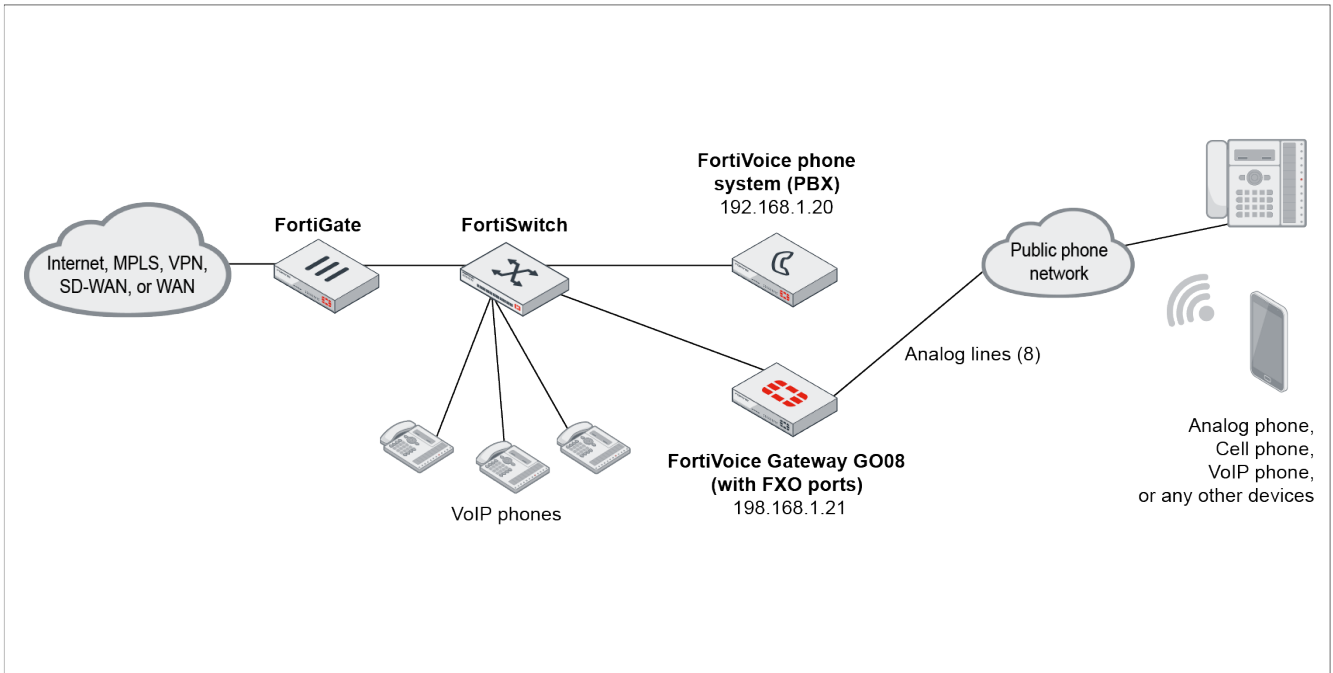 FortiVoice phone
system (PBX)
192.168.1.20
FortiGate
FortiSwitch
Internet, MPLS, VPN,
SD-WAN, or WAN
Public phone
network
Analog lines (8)
VoIP phones
FortiVoice Gateway GO08
(with FXO ports)
198.168.1.21
Analog phone,
Cell phone,
VoIP phone,
or any other devices